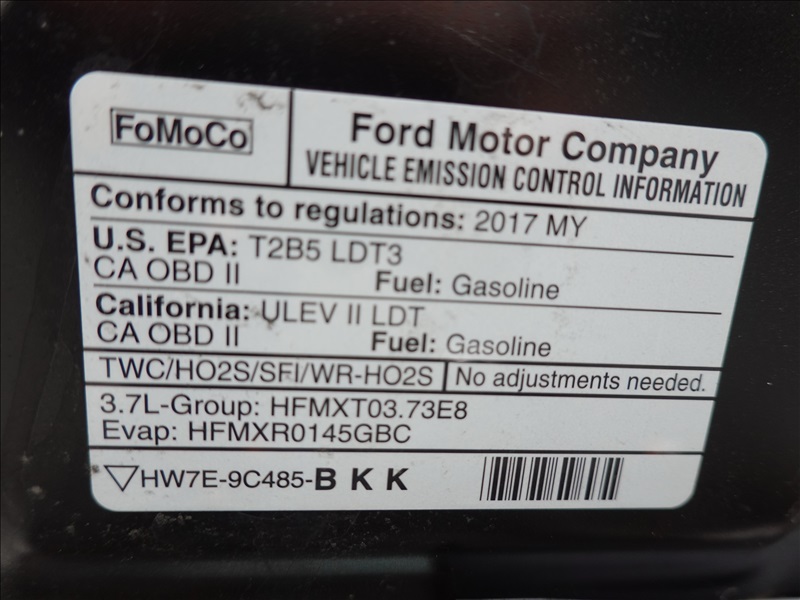 FoMoCo
Ford Motor Company
VEHICLE EMISSION CONTROL INFORMATION
Conforms to regulations: 2017 MY
U.S. EPA: T2B5 LDT3
CA OBD II Fuel: Gasoline
California: ULEV II LDT
CA OBD II Fuel: Gasoline
TWC/HO2S/SFI/WR-HO2S No adjustments needed.
3.7L-Group: HFMXT03.73E8
Evap: HFMXR0145GBC
HW7E-9C485-BKK